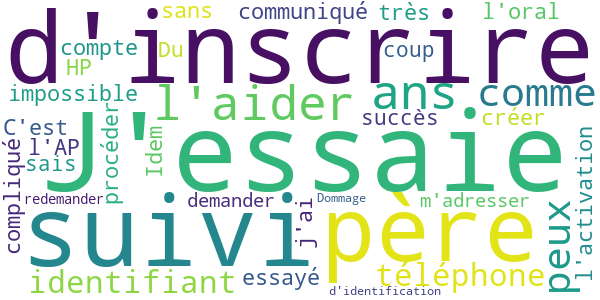 sans
communiqué
très
l'oral
d'inscrire
compte
Du
coup
HP
impossible
l'aider
ans
comme
C'est
succès
créer
l'AP
J'essaie
sais
procéder
Idem
compliqué
redemander
demander
Dommage
m'adresser
suivi
j'ai
père
peux
l'activation
identifiant
essayé
téléphone
d'identification